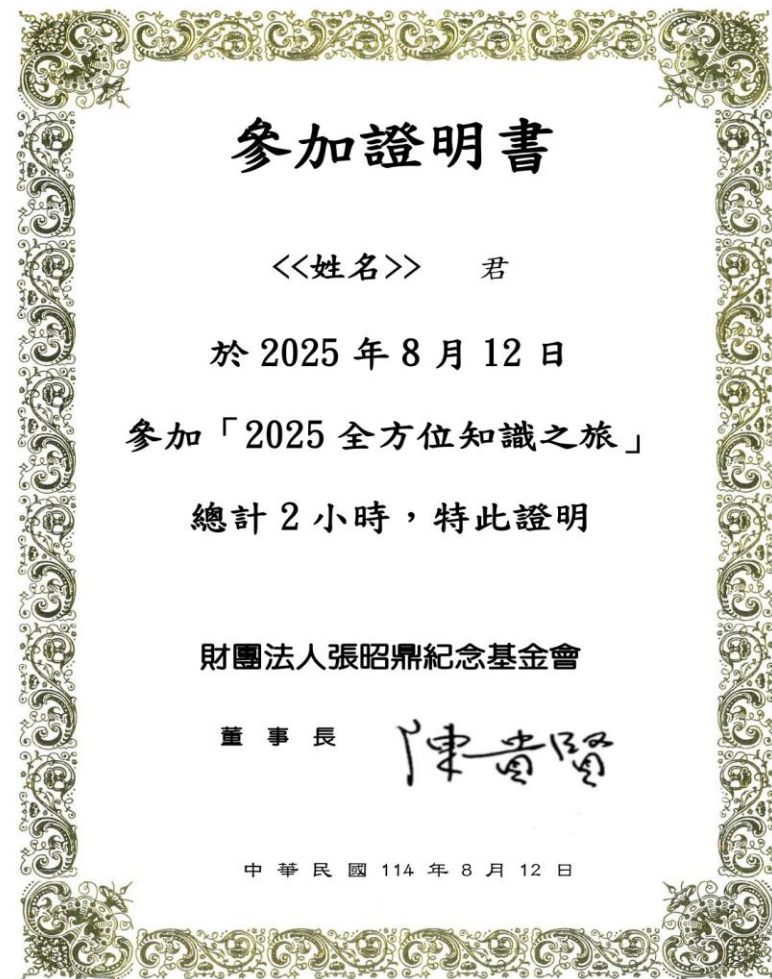 參加證明書
<<姓名>> 君
於 2025 年 8 月 12 日
參加「2025 全方位知識之旅」
總計 2 小時，特此證明
財團法人張昭鼎紀念基金會
董事長 陳貴賢
中華民國 114 年 8 月 12 日